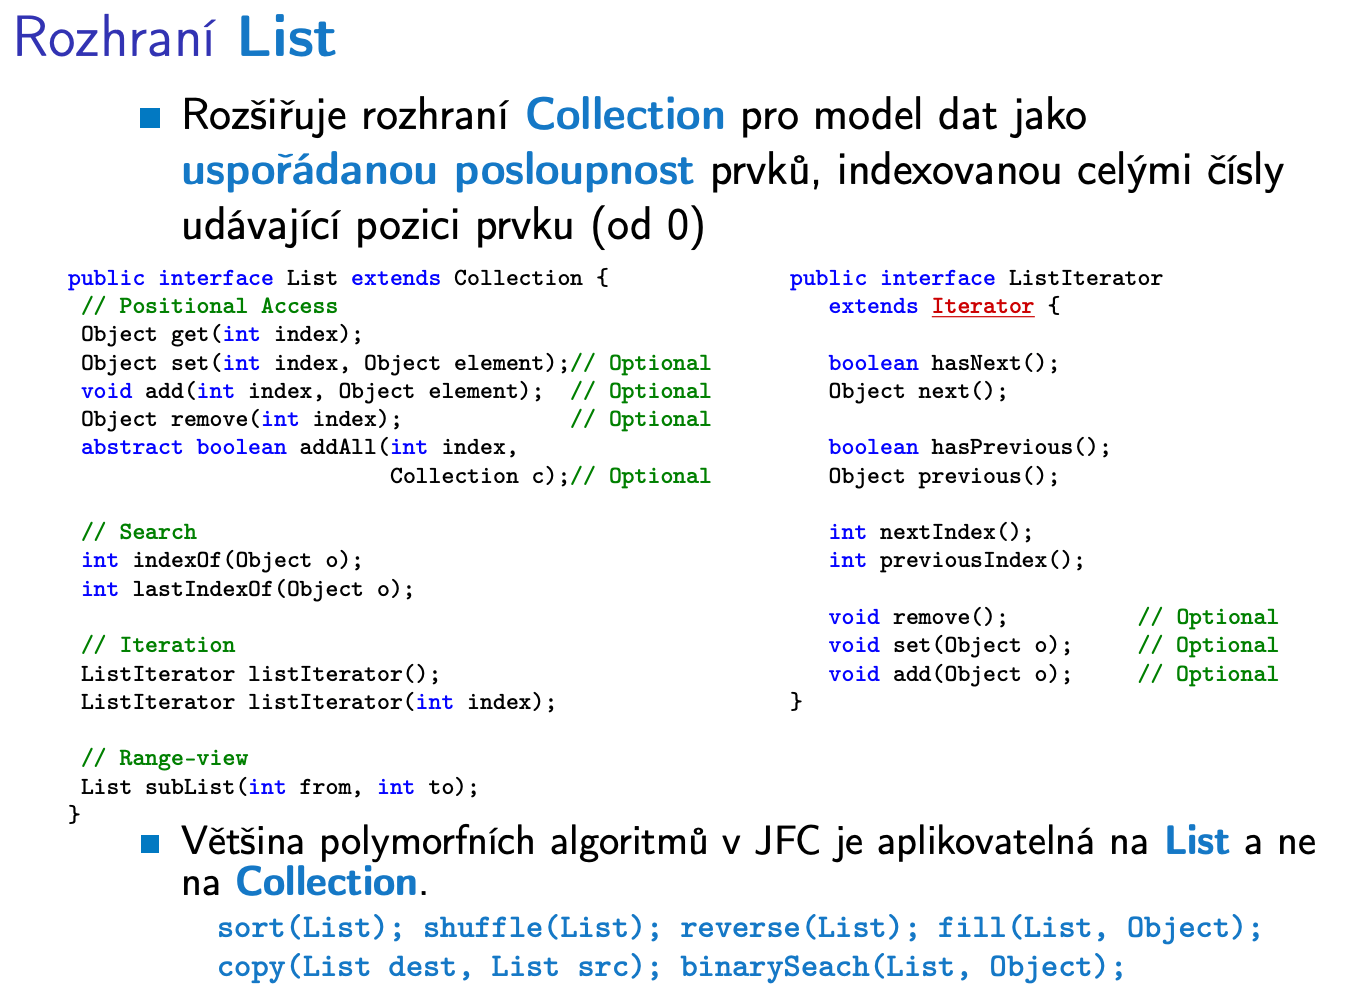 Rozhraní List
Rozšiřuje rozhraní Collection pro model dat jako
uspořádanou posloupnost prvků, indexovanou celými čísly
udávající pozici prvku (od 0)
public interface List extends Collection {
// Positional Access
Object get(int index);
Object set(int index, Object element);// Optional
void add(int index, Object element);  // Optional
Object remove(int index);             // Optional
abstract boolean addAll(int index,
Collection c);// Optional
// Search
int indexOf(Object o);
int lastIndexOf(Object o);
// Iteration
ListIterator listIterator();
ListIterator listIterator(int index);
// Range-view
List subList(int from, int to);
}
public interface ListIterator
extends Iterator {
boolean hasNext();
Object next();
boolean hasPrevious();
Object previous();
int nextIndex();
int previousIndex();
void remove();          // Optional
void set(Object o);     // Optional
void add(Object o);     // Optional
}
Většina polymorfních algoritmů v JFC je aplikovatelná na List a ne
na Collection.
sort(List); shuffle(List); reverse(List); fill(List, Object);
copy(List dest, List src); binarySeach(List, Object);